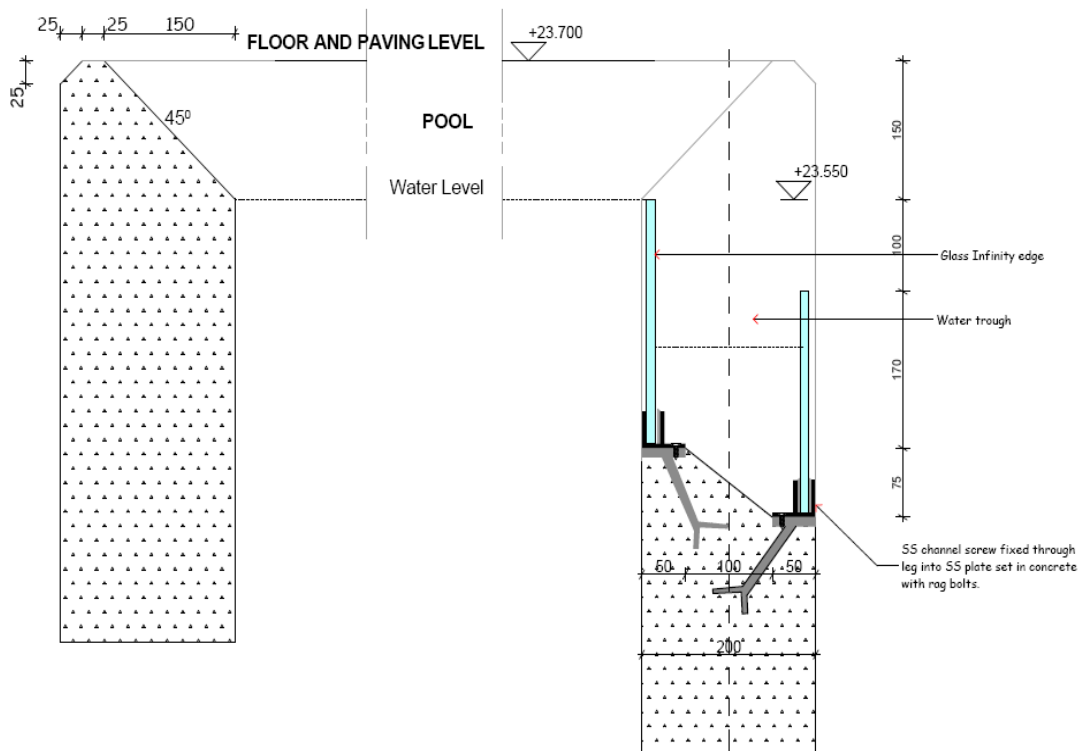 25 25 150
FLOOR AND PAVING LEVEL
+23.700
25
45⁰
POOL
150
Water Level
+23.550
100
Glass Infinity edge
Water trough
170
75
SS channel screw fixed through
leg into SS plate set in concrete
with rag bolts.
50 100 50
200